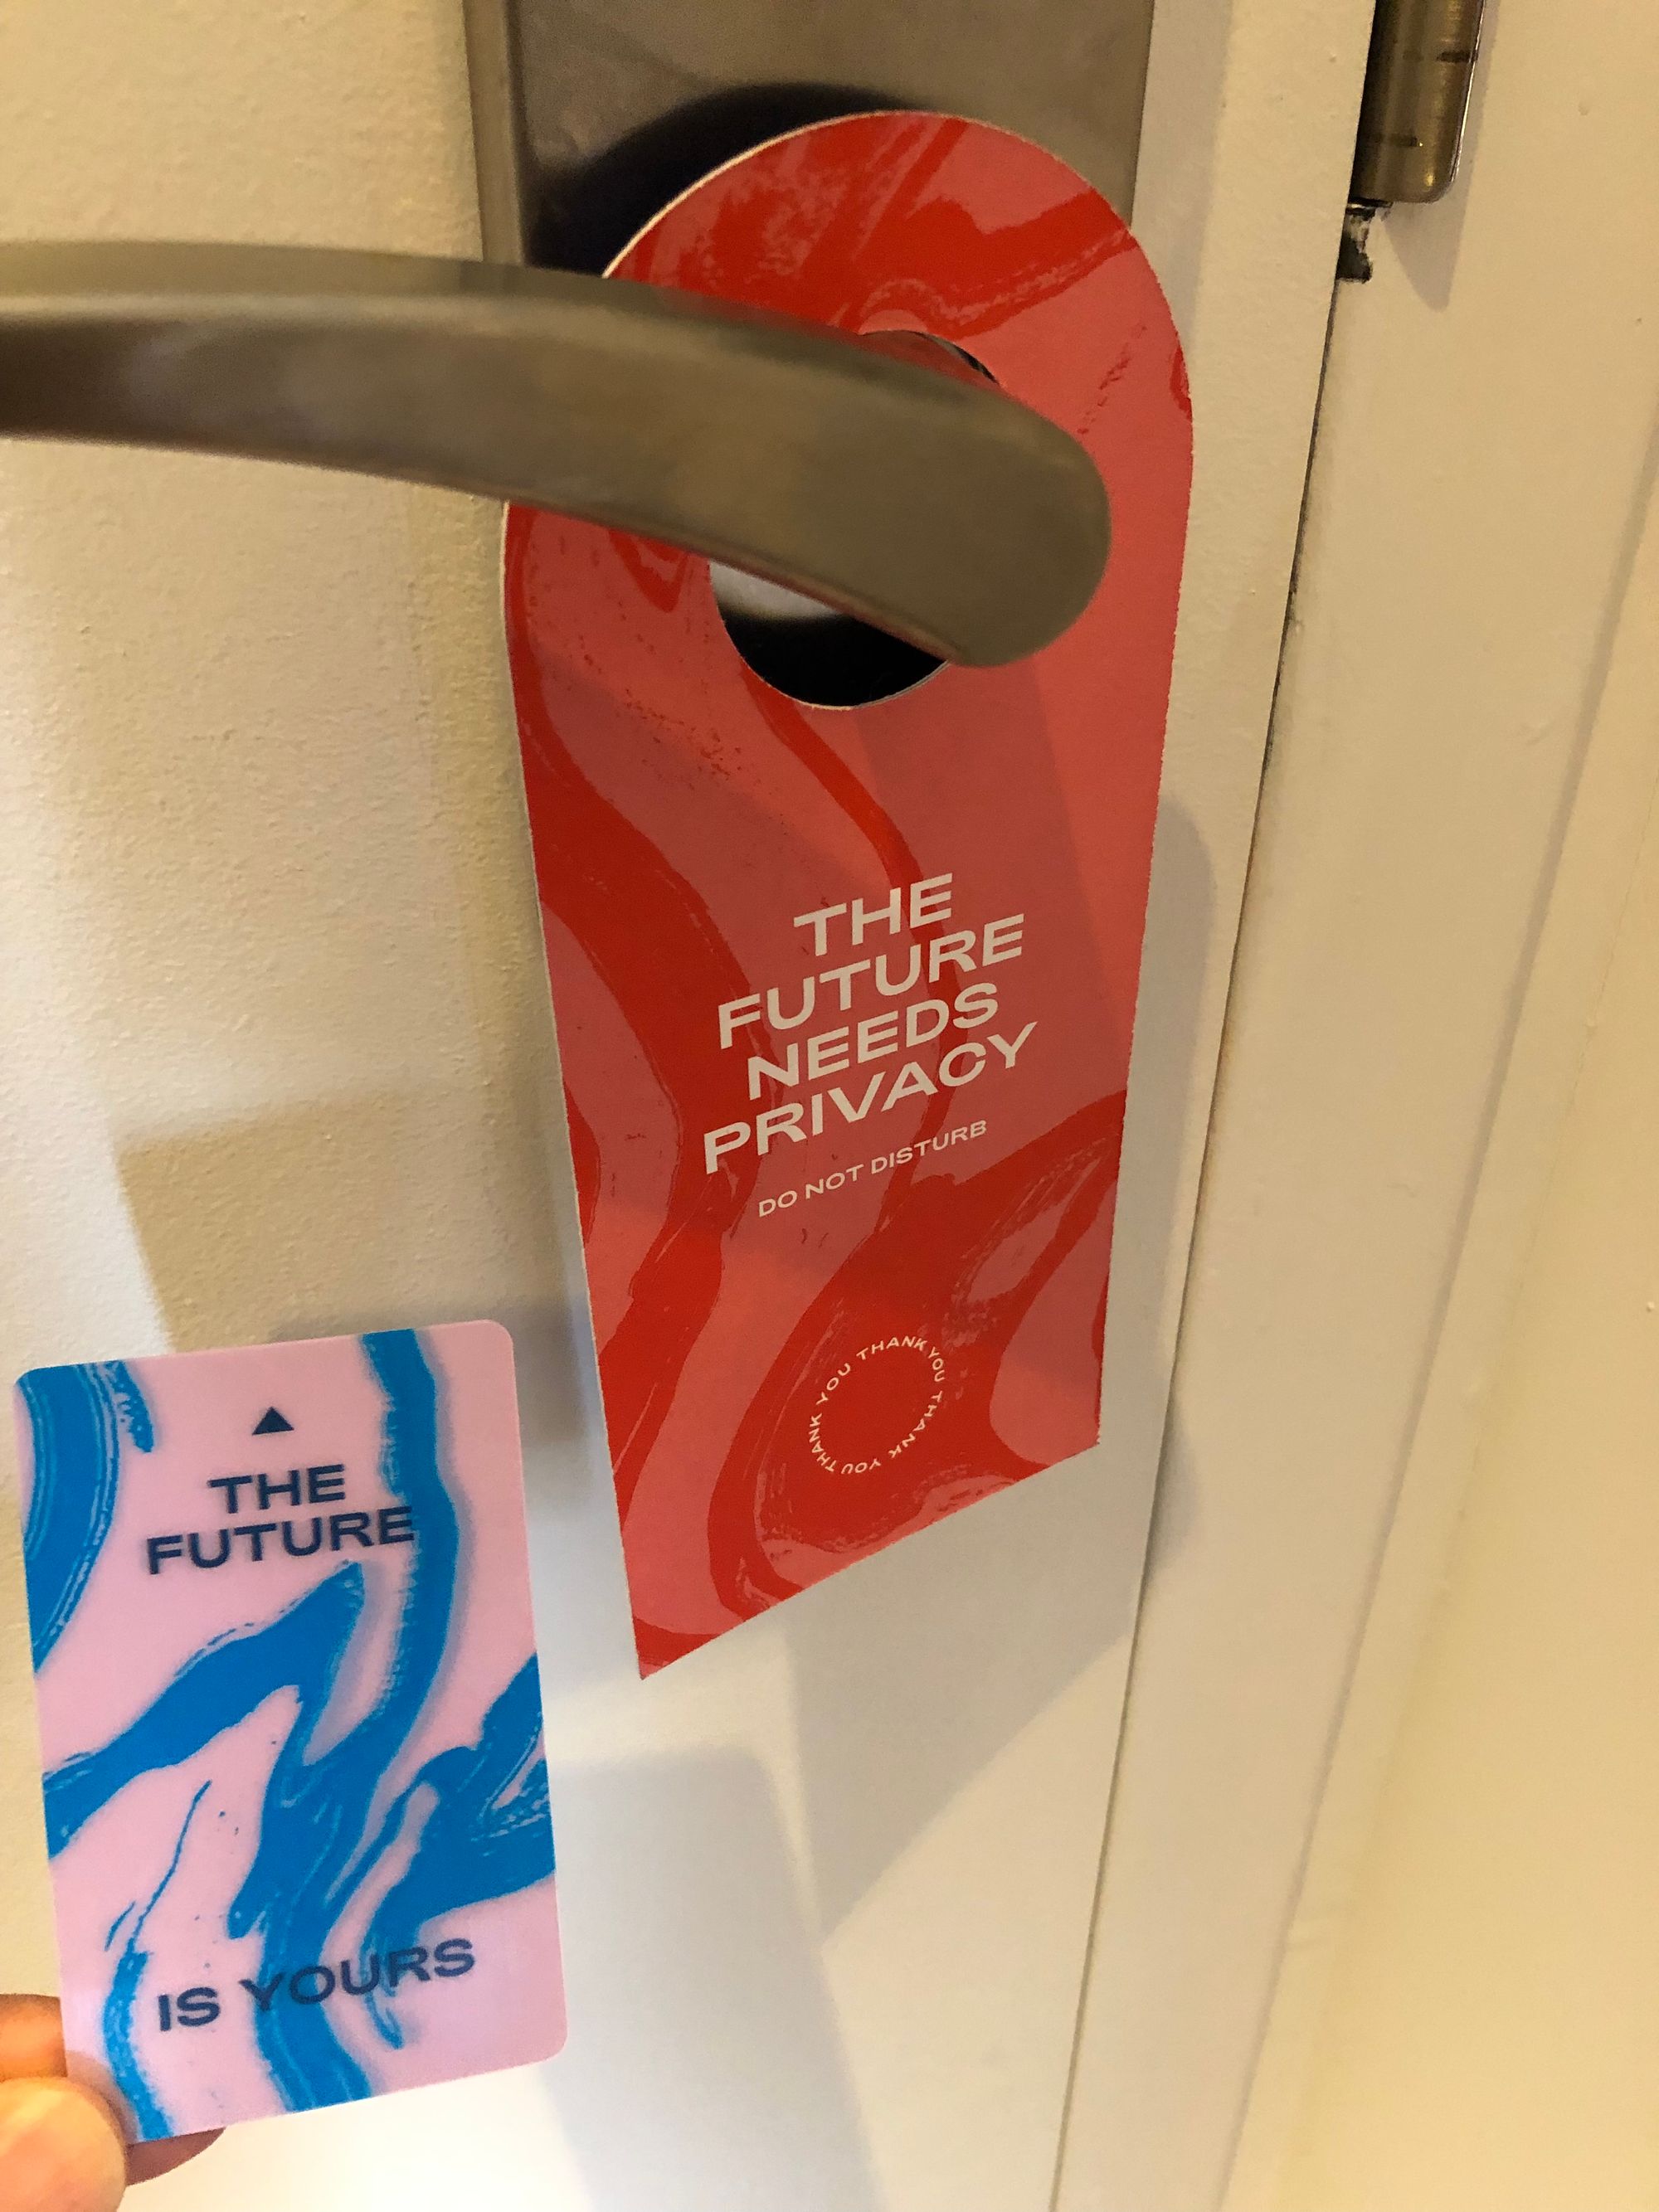 THE
FUTURE
NEEDS
PRIVACY
DO NOT DISTURB
THANK YOU THANK YOU THANK YOU
▲
THE
FUTURE
IS YOURS